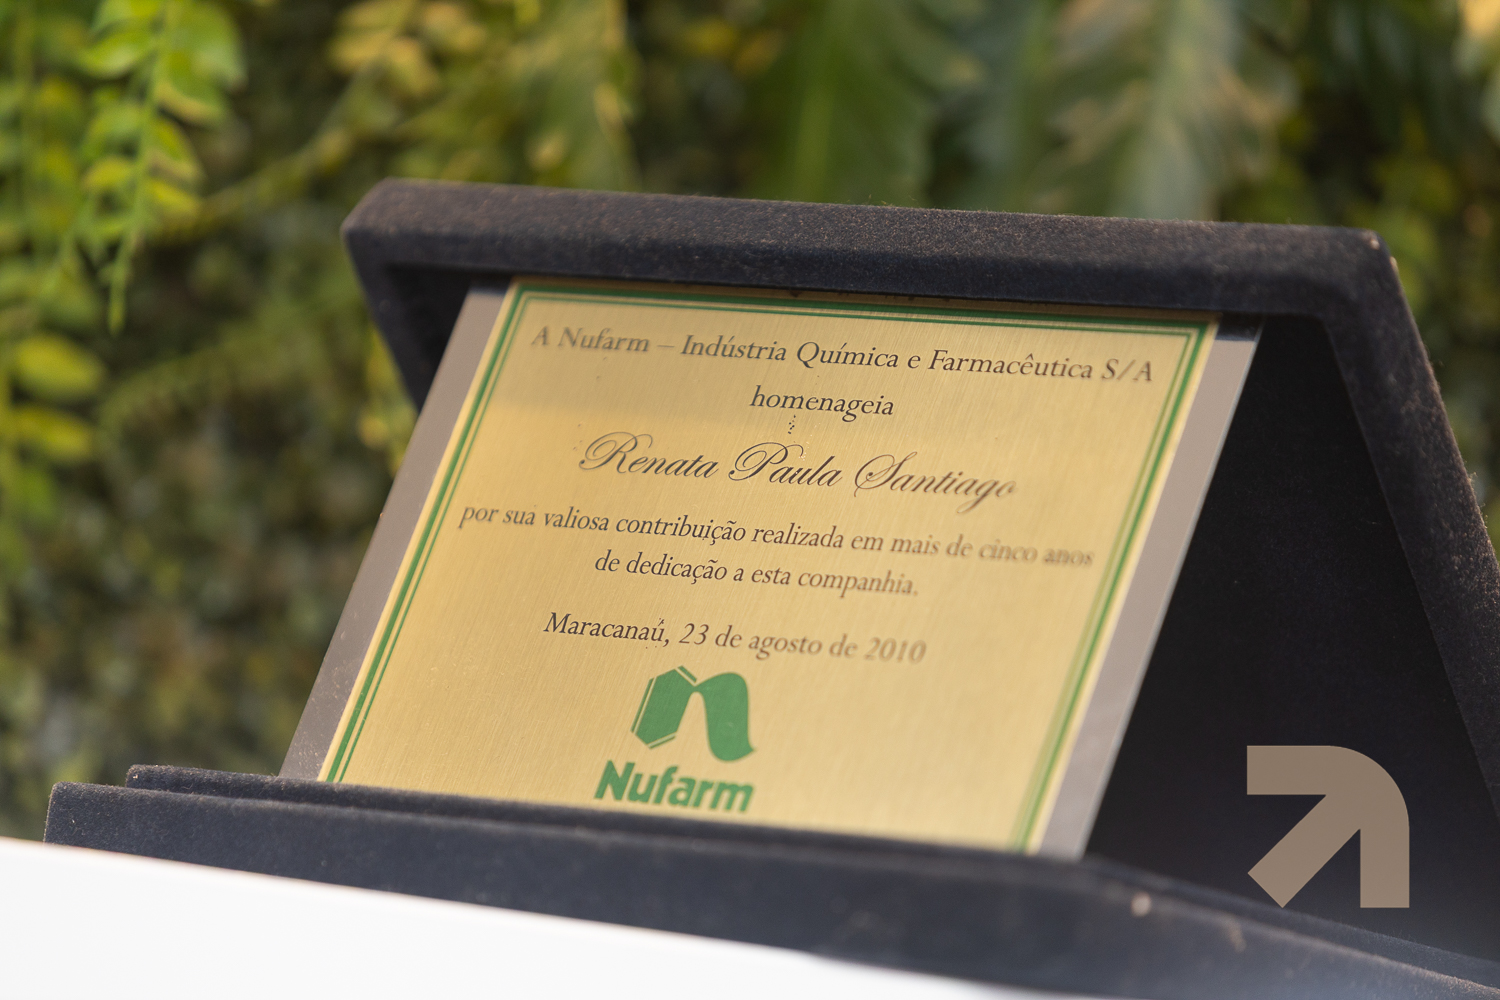 A Nufarm – Indústria Química e Farmacêutica S/A
homenageia
Renata Paula Santiago
por sua valiosa contribuição realizada em mais de cinco anos
de dedicação a esta companhia.
Maracanaú, 23 de agosto de 2010
Nufarm